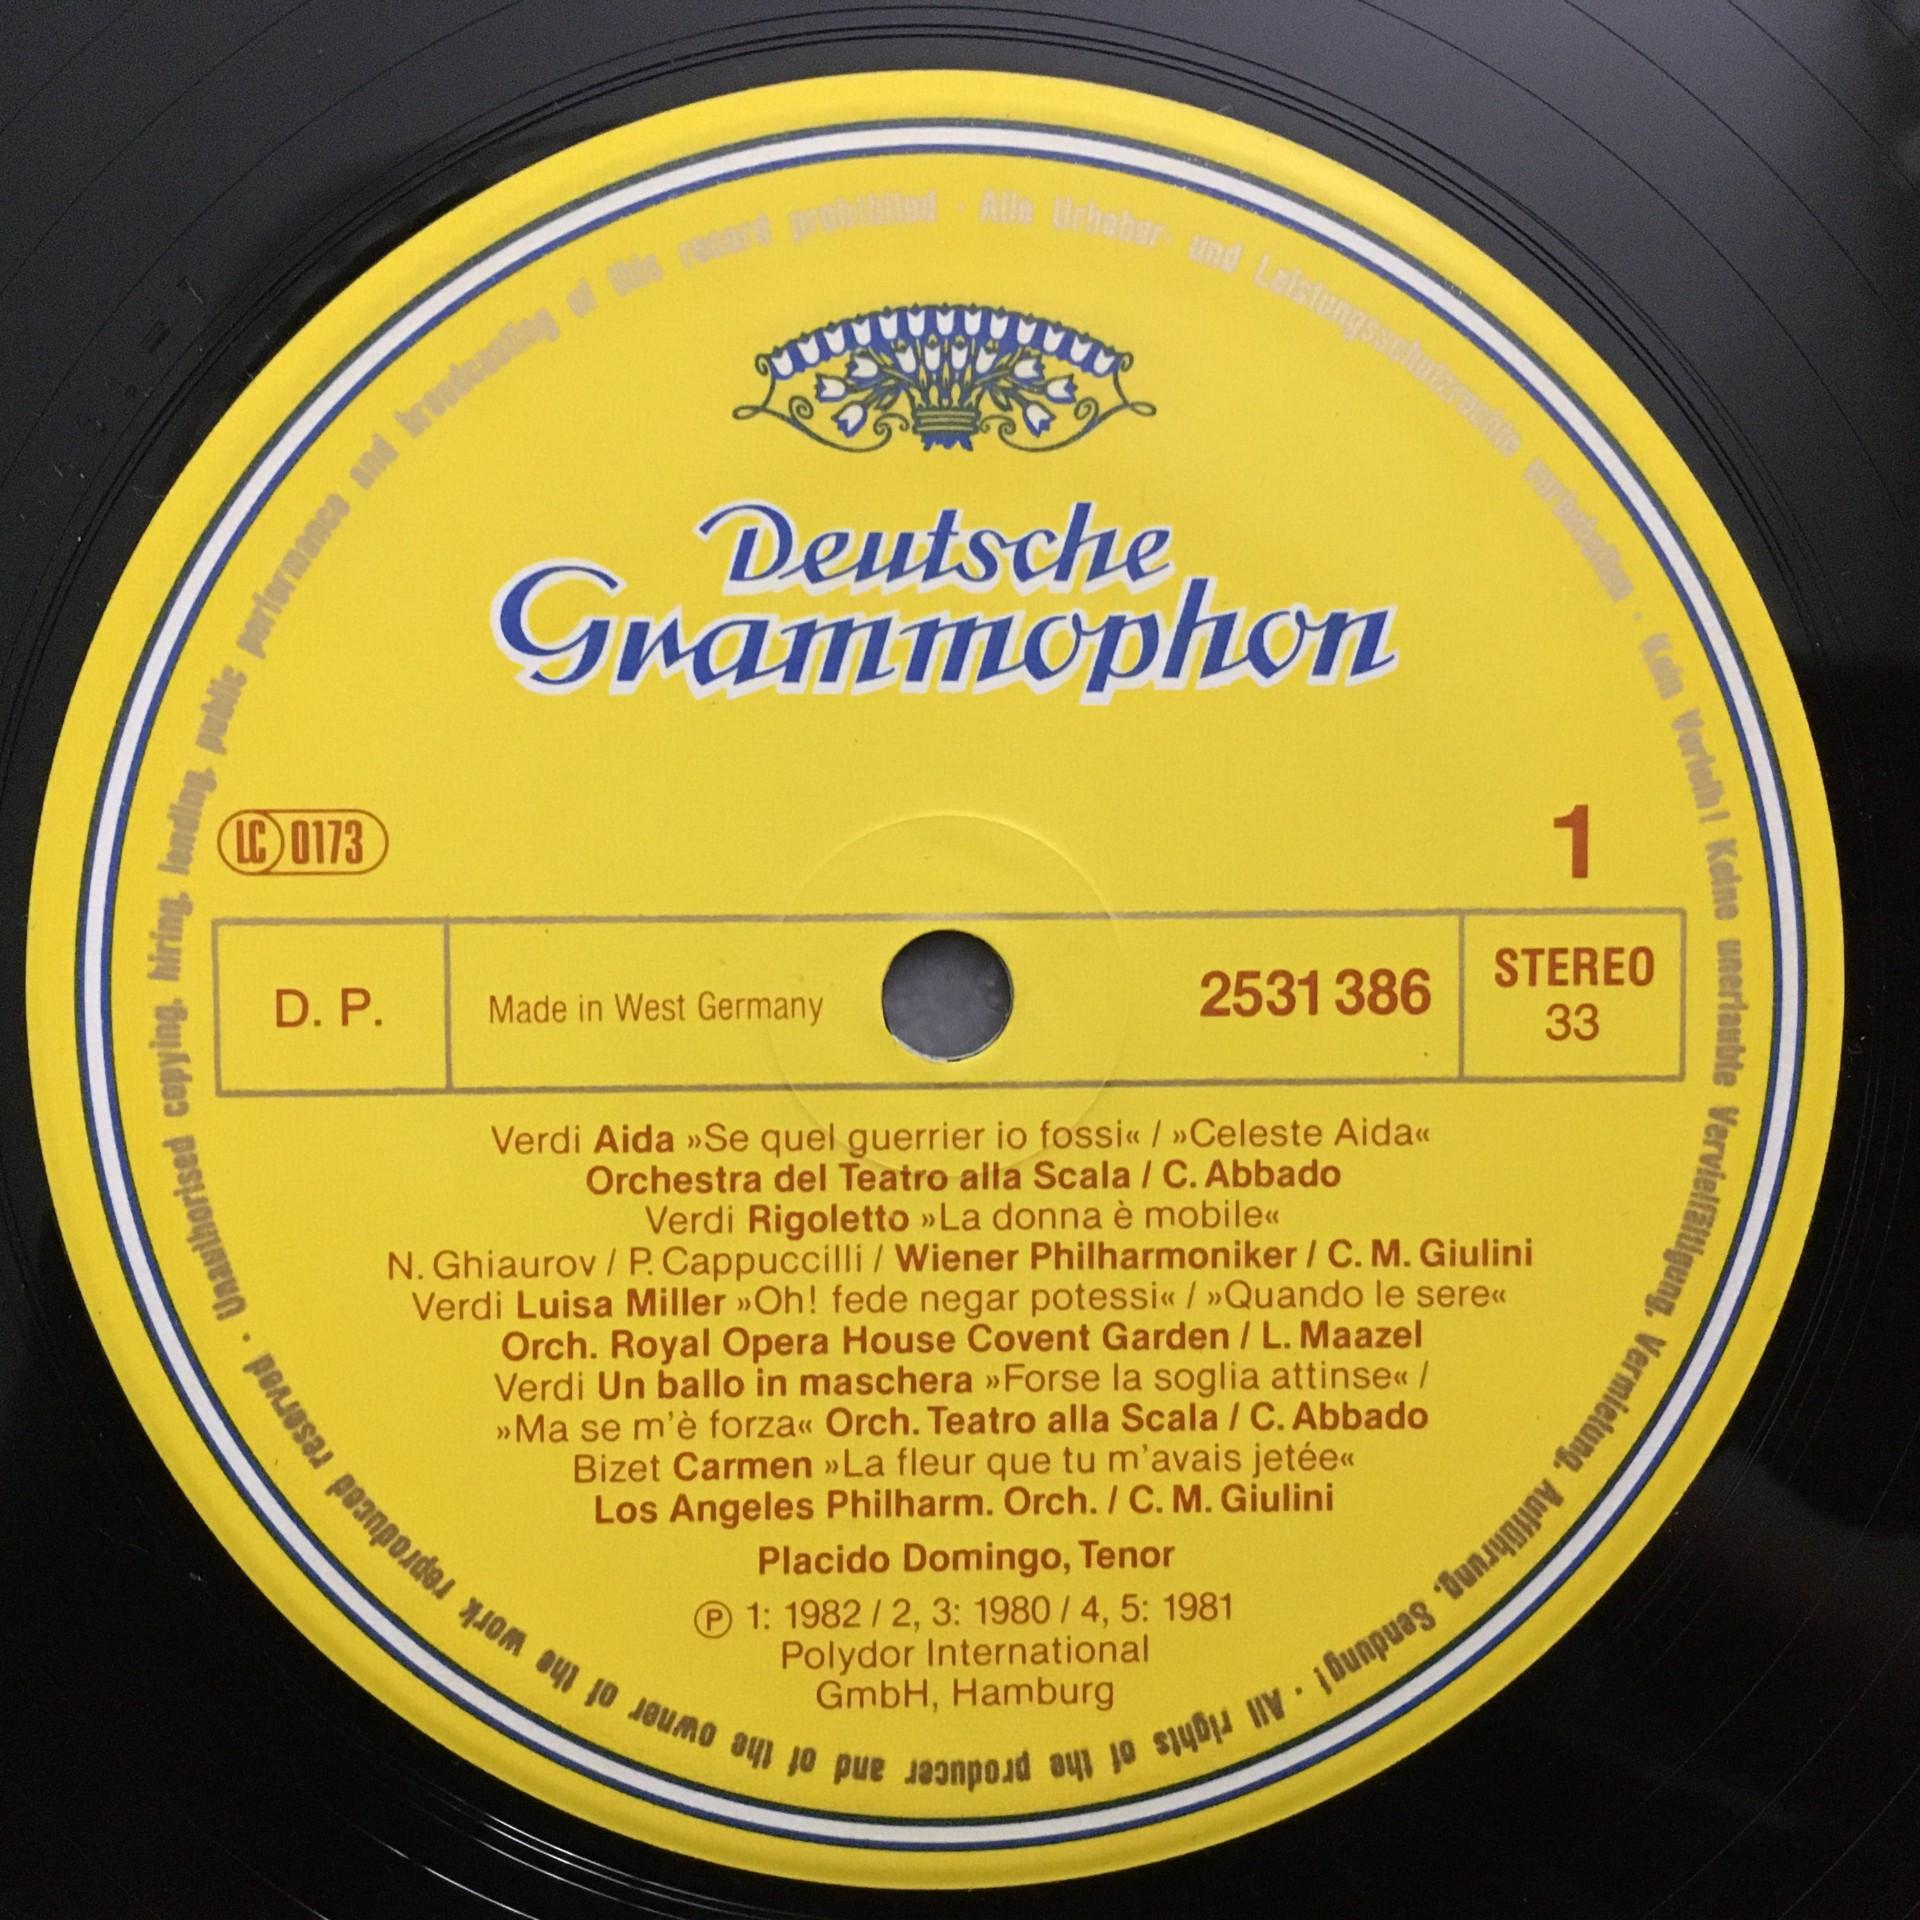 Deutsche
Grammophon
LC 0173
1
D. P.
Made in West Germany
2531 386
STEREO
33
Verdi Aida »Se quel guerrier io fossi« / »Celeste Aida«
Orchestra del Teatro alla Scala / C. Abbado
Verdi Rigoletto »La donna è mobile«
N. Ghiaurov / P. Cappuccilli / Wiener Philharmoniker / C. M. Giulini
Verdi Luisa Miller »Oh! fede negar potessi« / »Quando le sere«
Orch. Royal Opera House Covent Garden / L. Maazel
Verdi Un ballo in maschera »Forse la soglia attinse« /
»Ma se m'è forza« Orch. Teatro alla Scala / C. Abbado
Bizet Carmen »La fleur que tu m'avais jetée«
Los Angeles Philharm. Orch. / C. M. Giulini
Placido Domingo, Tenor
Ⓟ 1: 1982 / 2, 3: 1980 / 4, 5: 1981
Polydor International
GmbH, Hamburg
Alle Urheber- und Leistungsschutzrechte vorbehalten · Kein Verleih! Keine unerlaubte Vervielfältigung, Vermietung, Aufführung, Sendung! · All rights of the producer and of the owner of the work reproduced reserved · Unauthorised copying, hiring, lending, public performance and broadcasting of this record prohibited ·